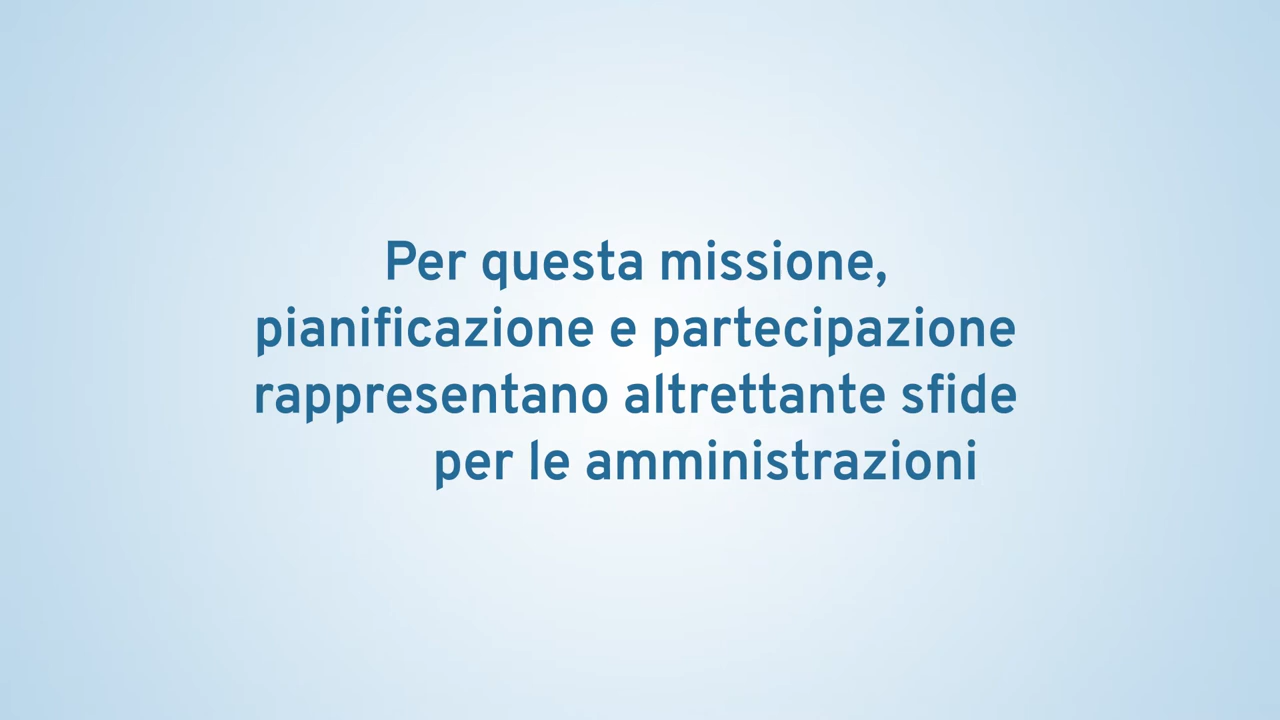 Per questa missione,
pianificazione e partecipazione
rappresentano altrettante sfide
per le amministrazioni